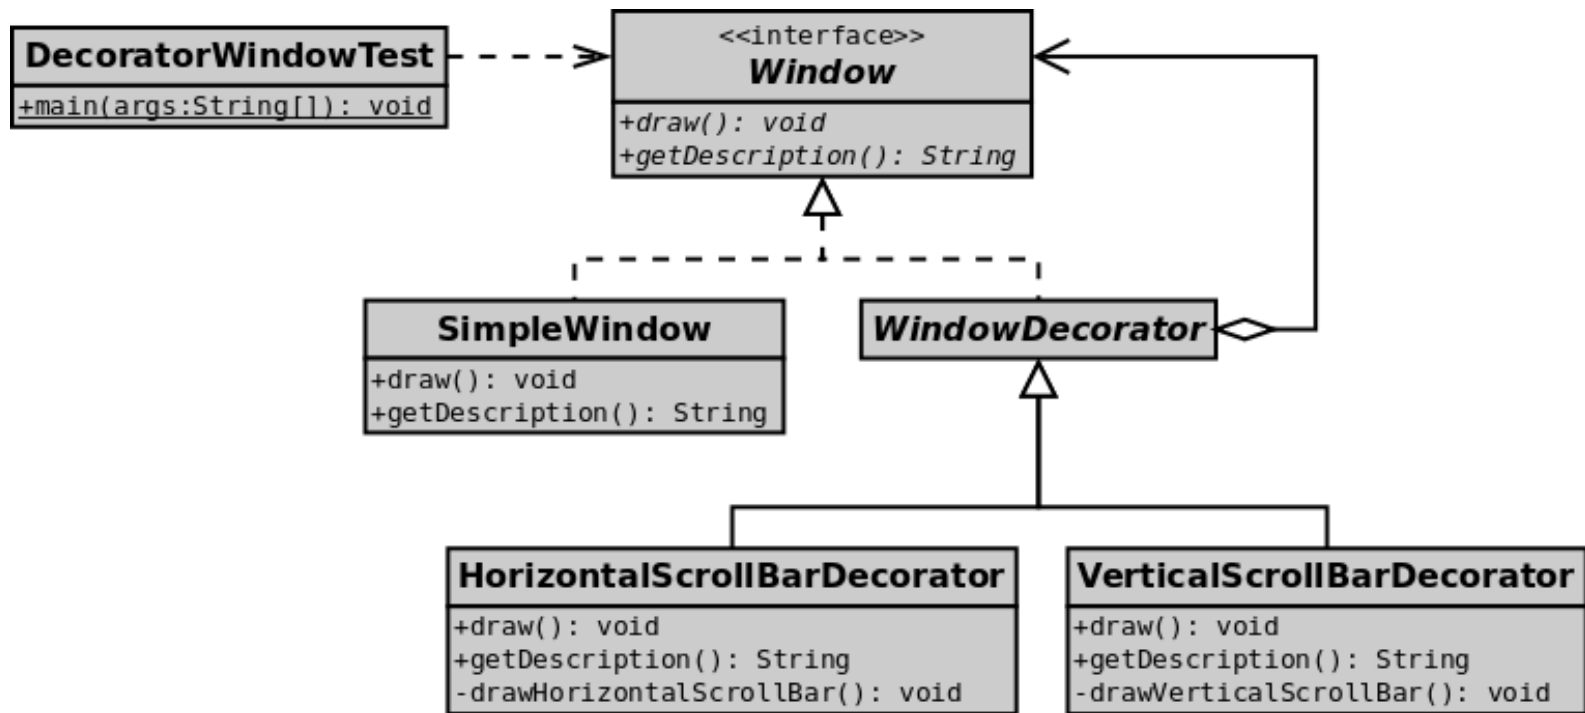 DecoratorWindowTest
+main(args:String[]): void
<<interface>>
Window
+draw(): void
+getDescription(): String
SimpleWindow
+draw(): void
+getDescription(): String
WindowDecorator
HorizontalScrollBarDecorator
+draw(): void
+getDescription(): String
-drawHorizontalScrollBar(): void
VerticalScrollBarDecorator
+draw(): void
+getDescription(): String
-drawVerticalScrollBar(): void